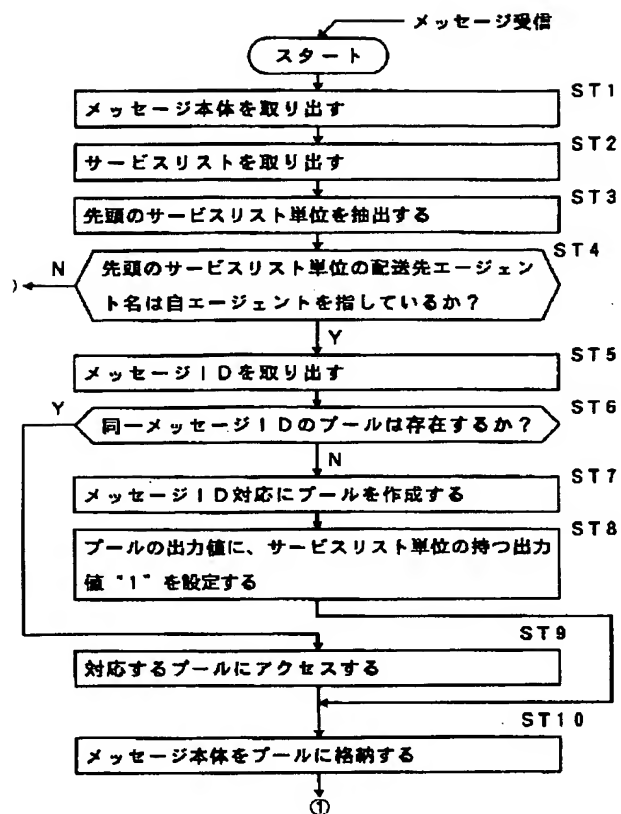 メッセージ受信
スタート
ST1
メッセージ本体を取り出す
ST2
サービスリストを取り出す
ST3
先頭のサービスリスト単位を抽出する
ST4
N
先頭のサービスリスト単位の配送先エージェン
ト名は自エージェントを指しているか？
Y
ST5
メッセージIDを取り出す
Y
ST6
同一メッセージIDのプールは存在するか？
N
ST7
メッセージID対応にプールを作成する
ST8
プールの出力値に、サービスリスト単位の持つ出力
値"1"を設定する
ST9
対応するプールにアクセスする
ST10
メッセージ本体をプールに格納する
①